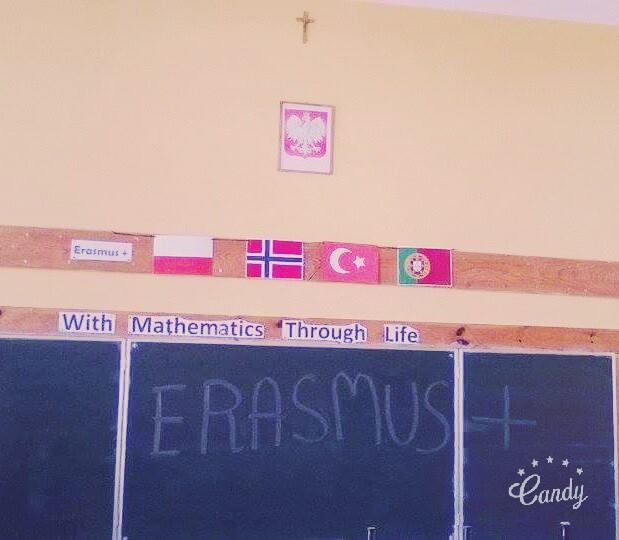 Erasmus +
With Mathematics Through Life
ERASMUS +
Candy